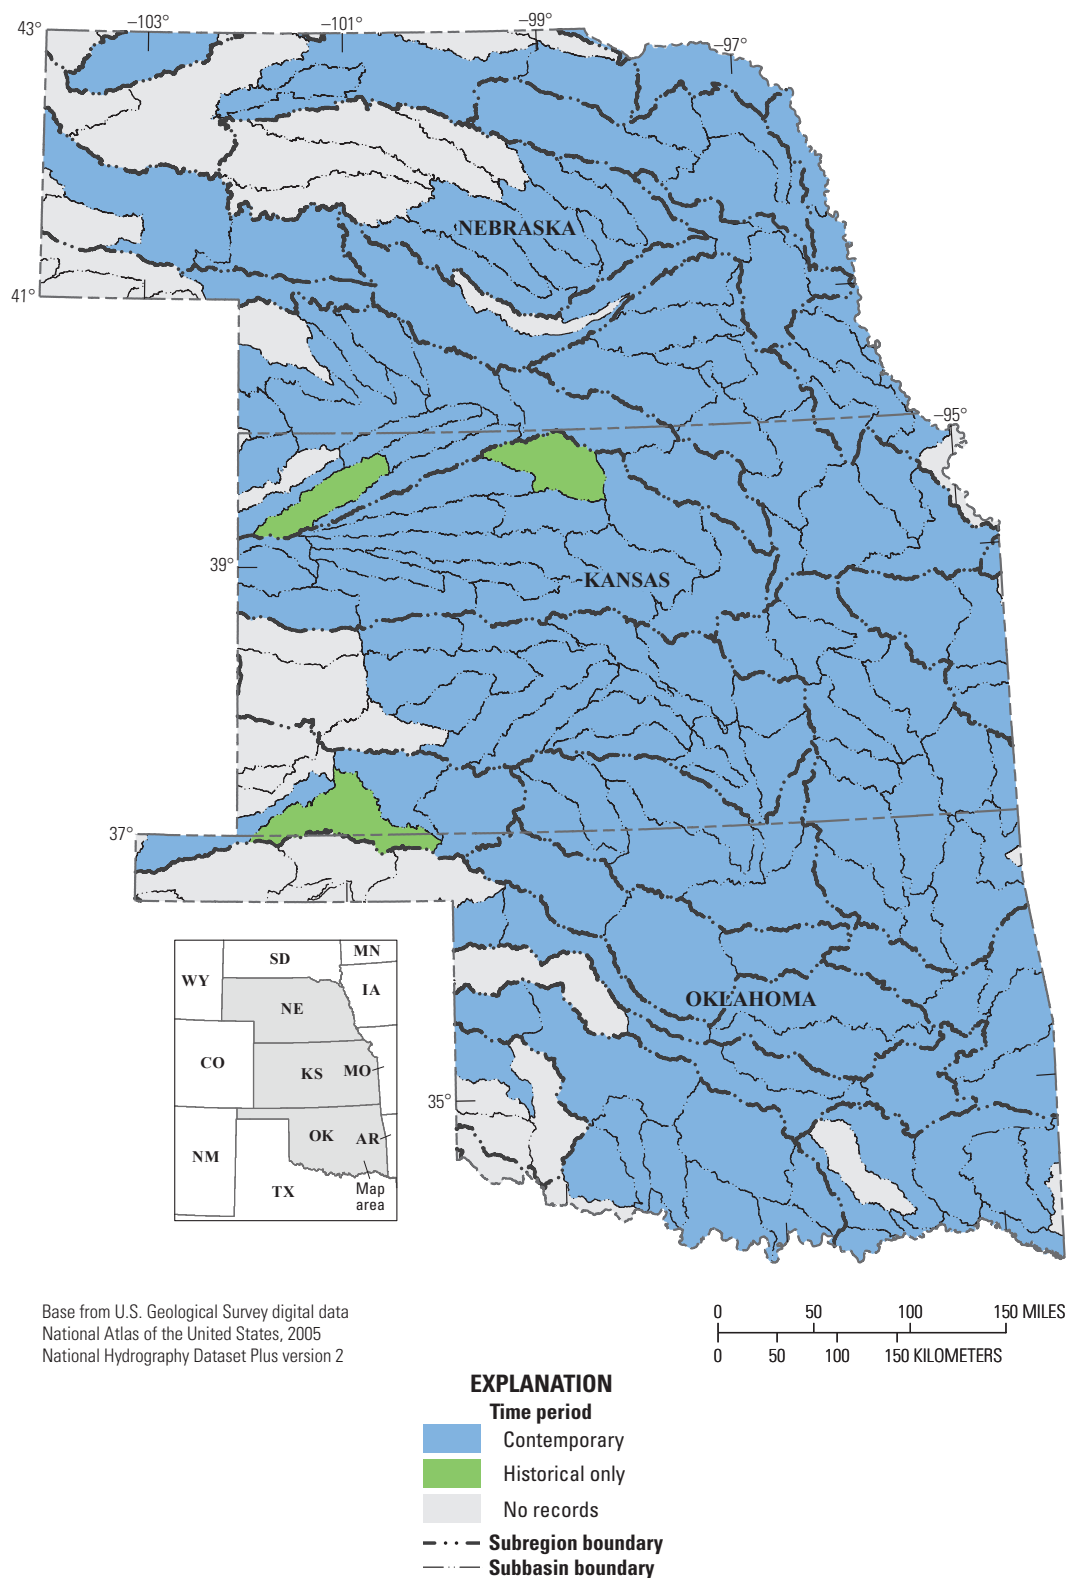 43°
–103°
–101°
–99°
–97°
NEBRASKA
41°
–95°
39°
KANSAS
37°
OKLAHOMA
35°
SD
MN
WY
IA
NE
CO
KS
MO
OK
AR
NM
TX
Map
area
Base from U.S. Geological Survey digital data
National Atlas of the United States, 2005
National Hydrography Dataset Plus version 2
0 50 100 150 MILES
0 50 100 150 KILOMETERS
EXPLANATION
Time period
Contemporary
Historical only
No records
Subregion boundary
Subbasin boundary